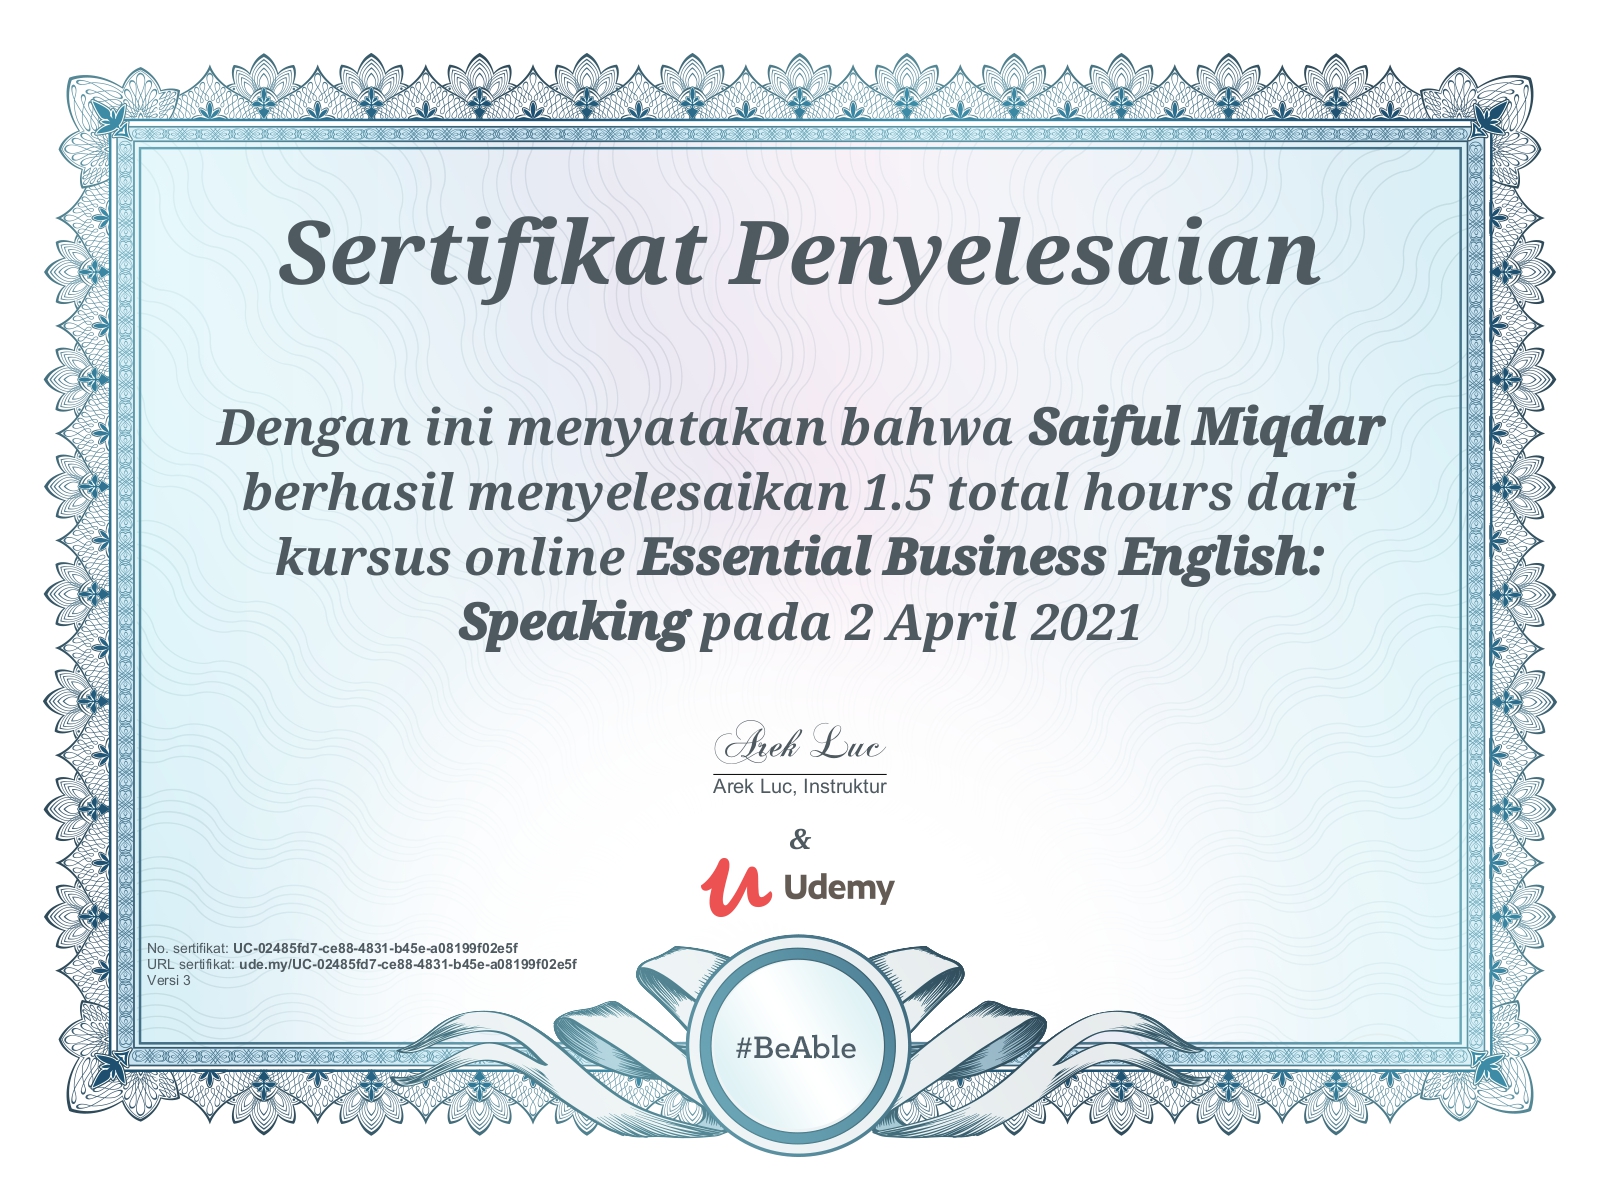 Sertifikat Penyelesaian
Dengan ini menyatakan bahwa Saiful Miqdar
berhasil menyelesaikan 1.5 total hours dari
kursus online Essential Business English:
Speaking pada 2 April 2021
Arek Luc
Arek Luc, Instruktur
&
Udemy
No. sertifikat: UC-02485fd7-ce88-4831-b45e-a08199f02e5f
URL sertifikat: ude.my/UC-02485fd7-ce88-4831-b45e-a08199f02e5f
Versi 3
#BeAble